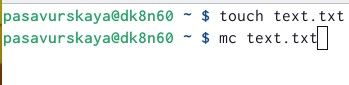 pasavurskaya@dk8n60 ~ $ touch text.txt
pasavurskaya@dk8n60 ~ $ mc text.txt